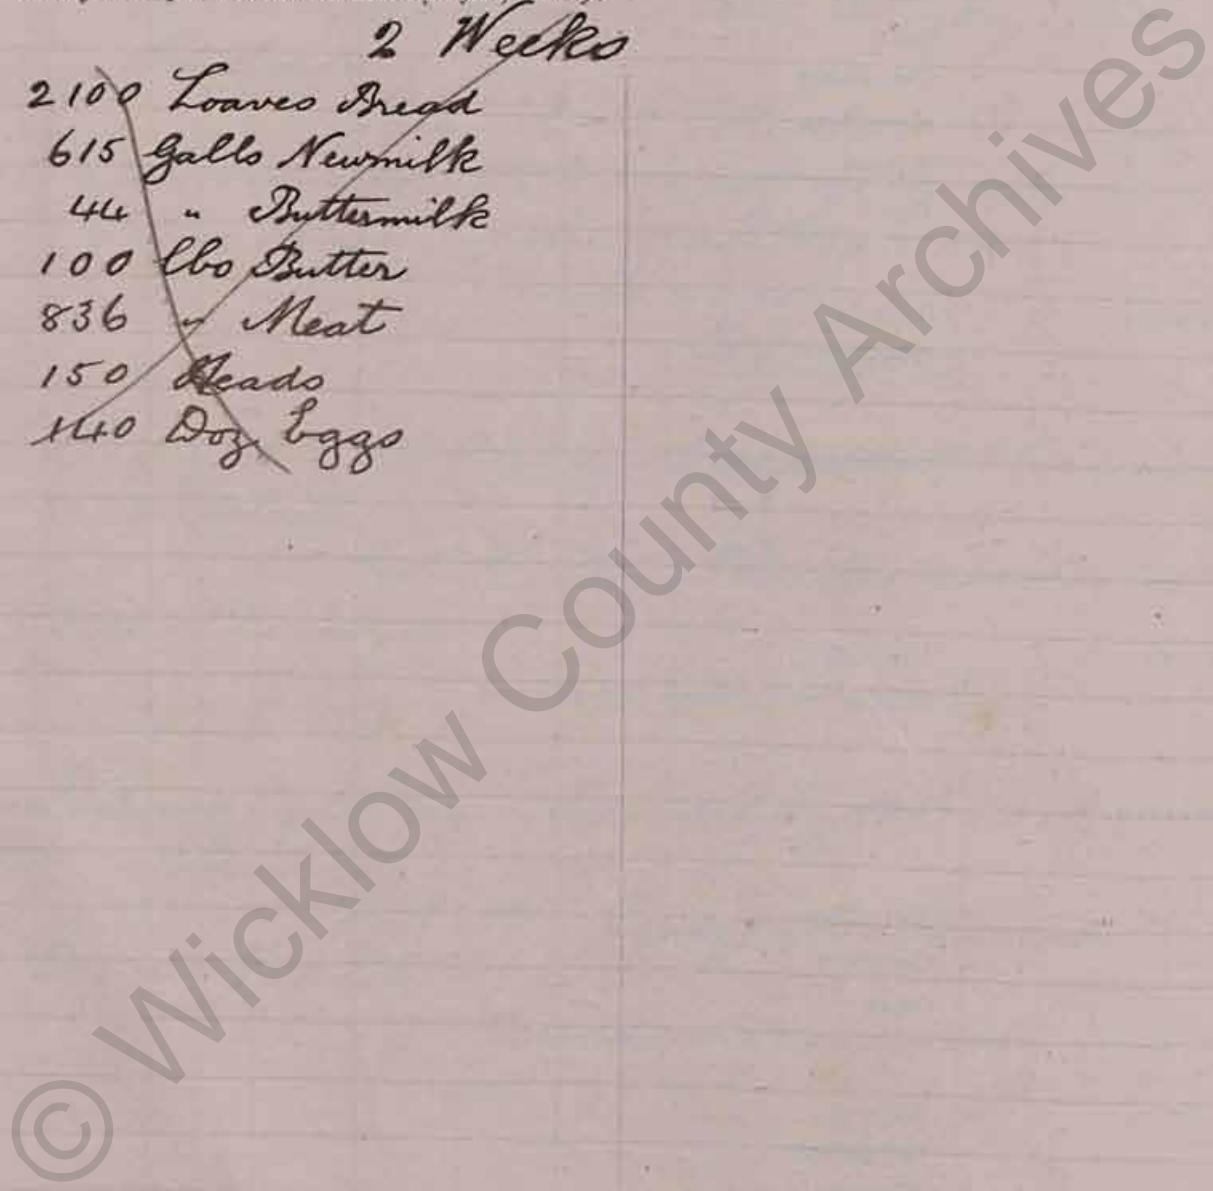 2 Weeks
2100 Loaves Bread
615 Galls Newmilk
44 " Buttermilk
100 lbs Butter
836 " Meat
150 Heads
140 Doz Eggs
© Wicklow County Archives